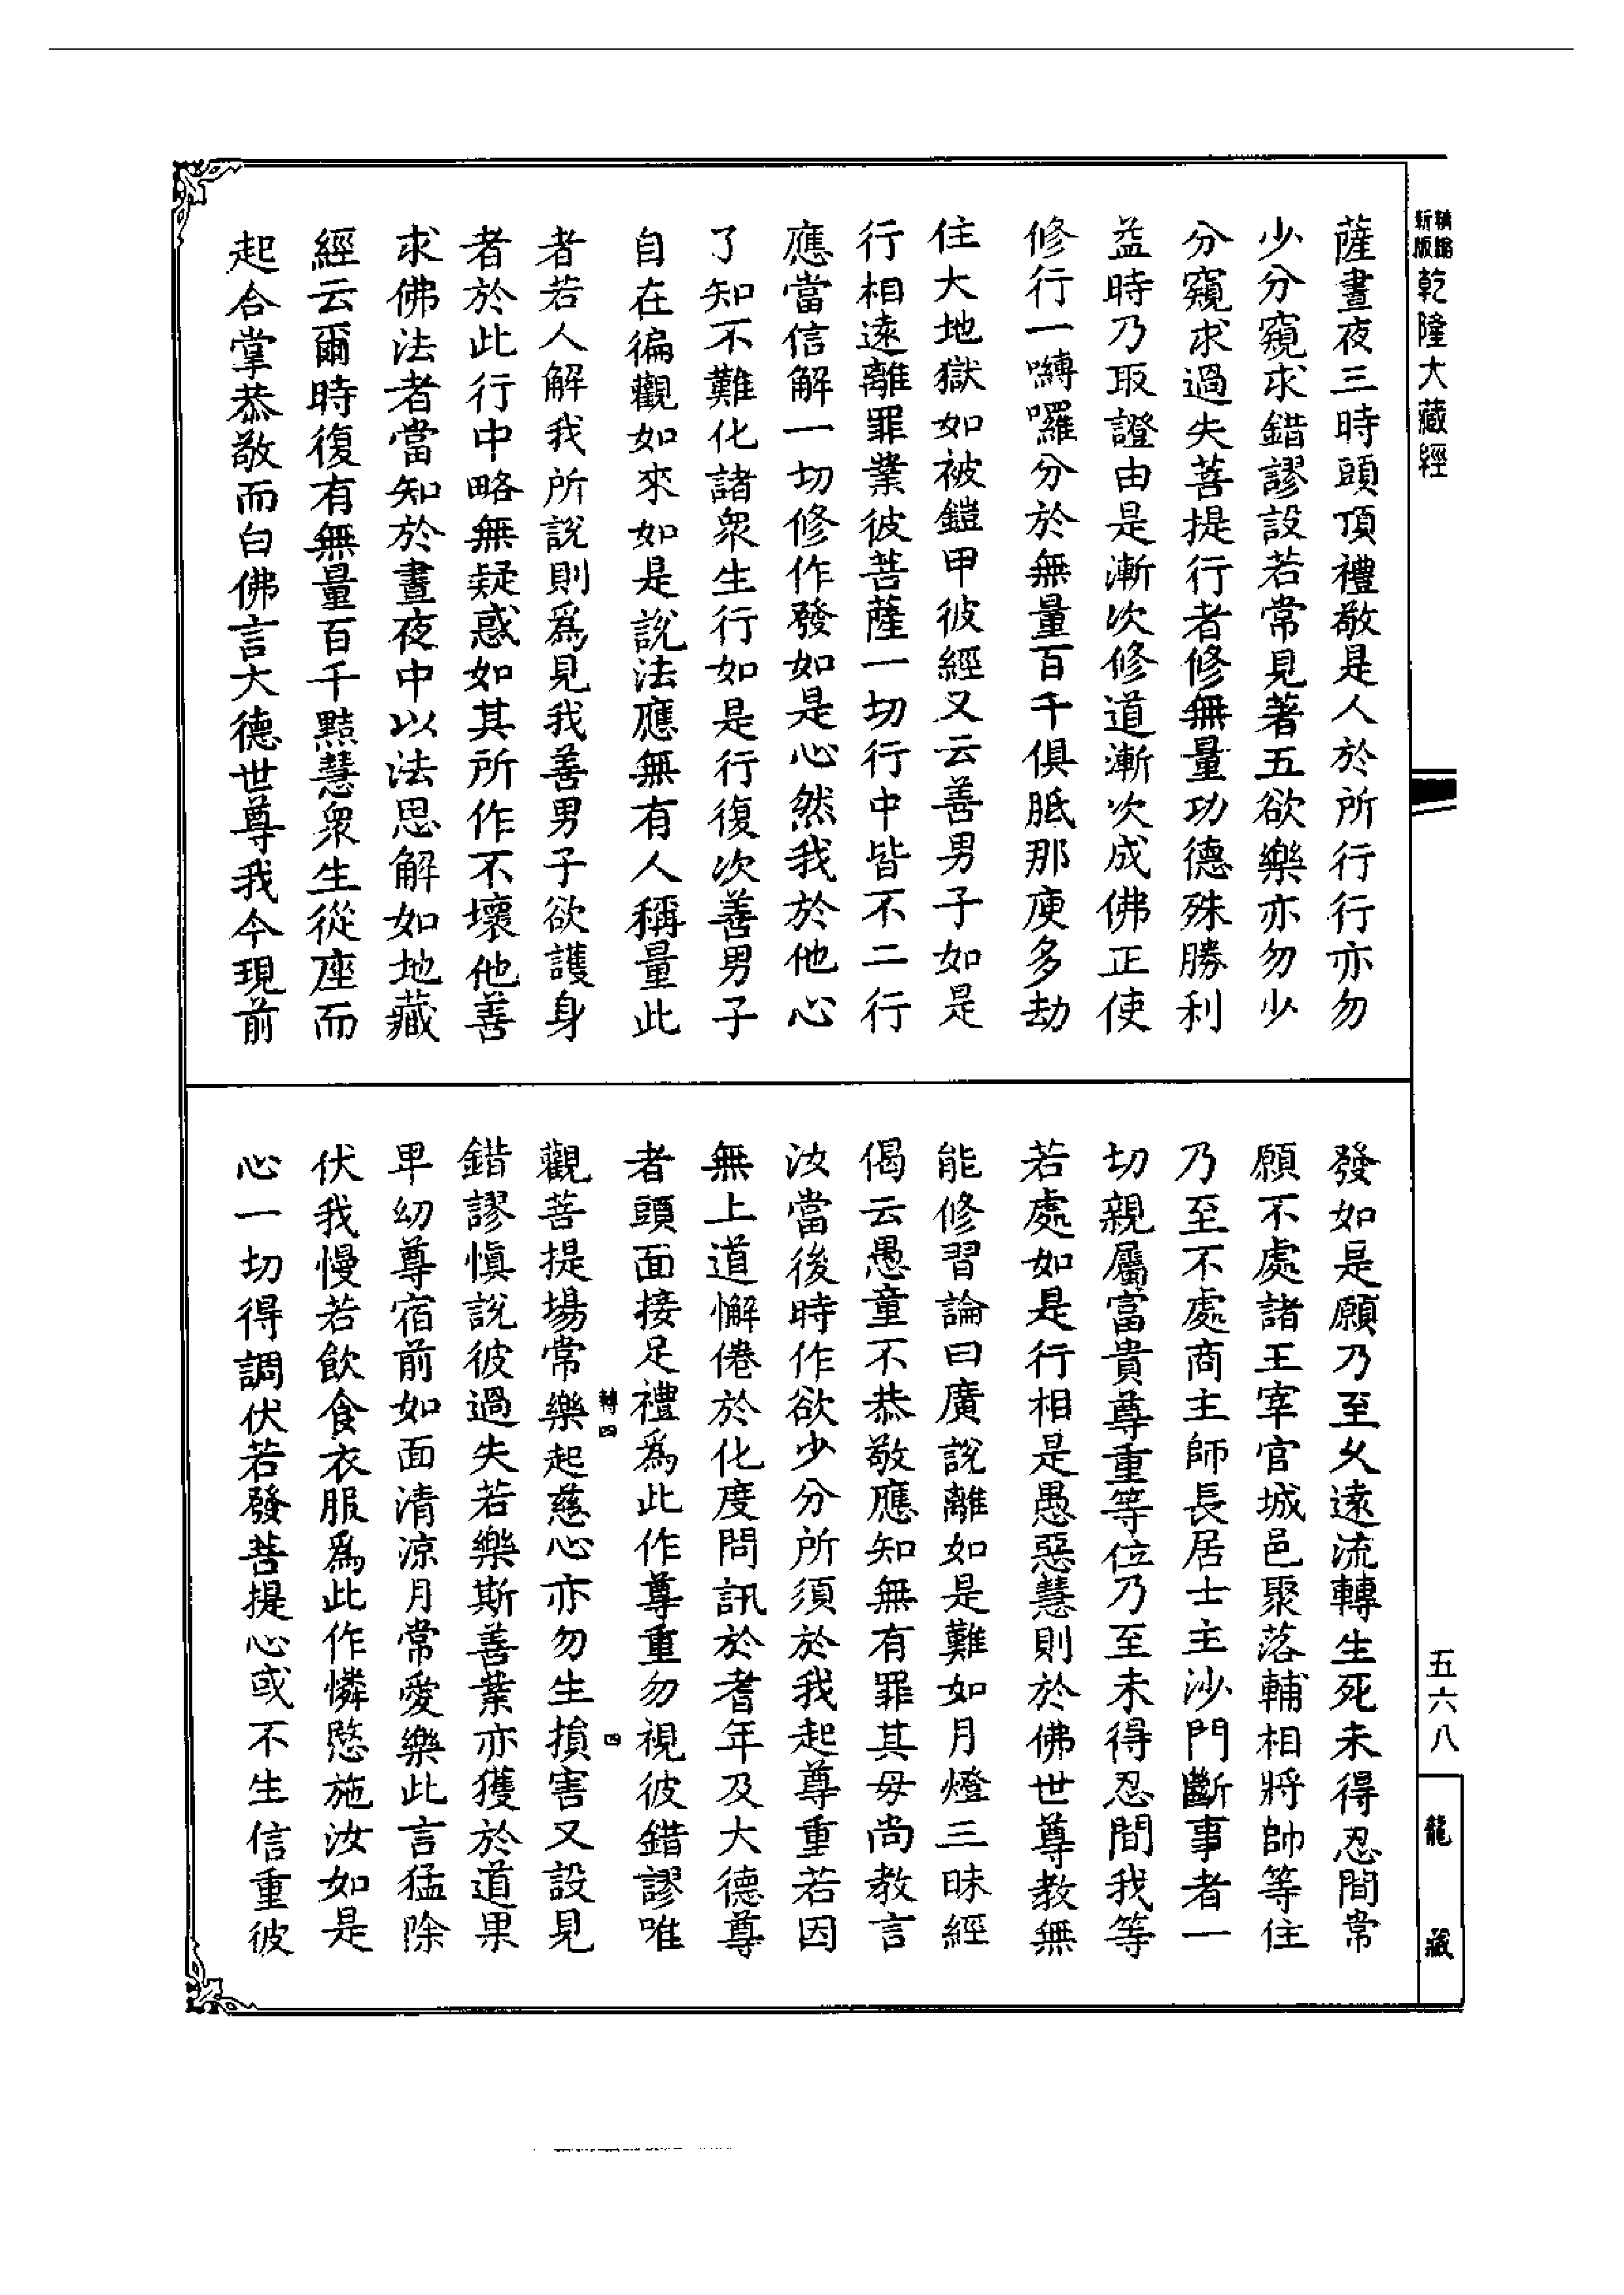 新版精縮
乾隆大藏經
薩晝夜三時頭頂禮敬是人於所行行亦勿
少分窺求錯謬設若常見著五欲樂亦勿少
分窺求過失菩提行者修無量功德殊勝利
益時乃取證由是漸次修道漸次成佛正使
修行一嚩囉分於無量百千俱胝那庾多劫
住大地獄如被鎧甲彼經又云善男子如是
行相遠離罪業彼菩薩一切行中皆不二行
應當信解一切修作發如是心然我於他心
了知不難化諸衆生行如是行復次善男子
自在徧觀如來如是說法應無有人稱量此
者若人解我所說則爲見我善男子欲護身
者於此行中略無疑惑如其所作不壞他善
求佛法者當知於晝夜中以法思解如地藏
經云爾時復有無量百千黠慧衆生從座而
起合掌恭敬而白佛言大德世尊我今現前
發如是願乃至久遠流轉生死未得忍間常
願不處諸王宰官城邑聚落輔相將帥等住
乃至不處商主師長居士主沙門斷事者一
切親屬富貴尊重等位乃至未得忍間我等
若處如是行相是愚惡慧則於佛世尊教無
能修習論曰廣說離如是難如月燈三昧經
偈云愚童不恭敬應知無有罪其毋尚教言
汝當後時作欲少分所須於我起尊重若因
無上道懈倦於化度問訊於耆年及大德尊
者頭面接足禮爲此作尊重勿視彼錯謬唯
轉四
四
觀菩提場常樂起慈心亦勿生損害又設見
錯謬愼說彼過失若樂斯善業亦獲於道果
卑幼尊宿前如面清涼月常愛樂此言猛除
伏我慢若飲食衣服爲此作憐愍施汝如是
心一切得調伏若發菩提心或不生信重彼
五六八
龍藏